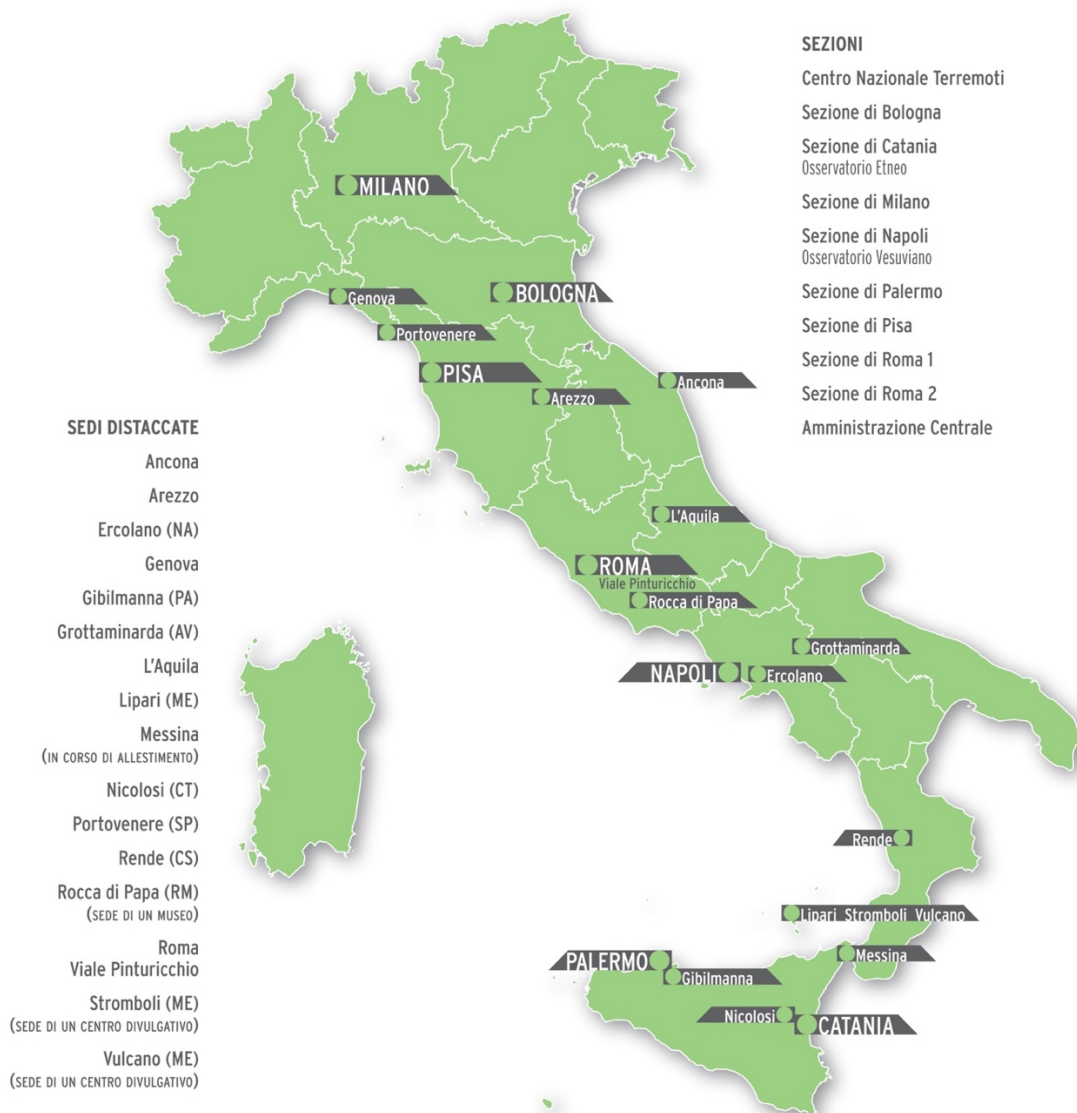 SEZIONI
Centro Nazionale Terremoti
Sezione di Bologna
Sezione di Catania
Osservatorio Etneo
Sezione di Milano
Sezione di Napoli
Osservatorio Vesuviano
Sezione di Palermo
Sezione di Pisa
Sezione di Roma 1
Sezione di Roma 2
Amministrazione Centrale
MILANO
Genova
BOLOGNA
Portovenere
PISA
Ancona
Arezzo
L'Aquila
ROMA
Viale Pinturicchio
Rocca di Papa
Grottaminarda
NAPOLI
Ercolano
Rende
Lipari Stromboli Vulcano
Messina
PALERMO
Gibilmanna
Nicolosi
CATANIA
SEDI DISTACCATE
Ancona
Arezzo
Ercolano (NA)
Genova
Gibilmanna (PA)
Grottaminarda (AV)
L'Aquila
Lipari (ME)
Messina
(IN CORSO DI ALLESTIMENTO)
Nicolosi (CT)
Portovenere (SP)
Rende (CS)
Rocca di Papa (RM)
(SEDE DI UN MUSEO)
Roma
Viale Pinturicchio
Stromboli (ME)
(SEDE DI UN CENTRO DIVULGATIVO)
Vulcano (ME)
(SEDE DI UN CENTRO DIVULGATIVO)